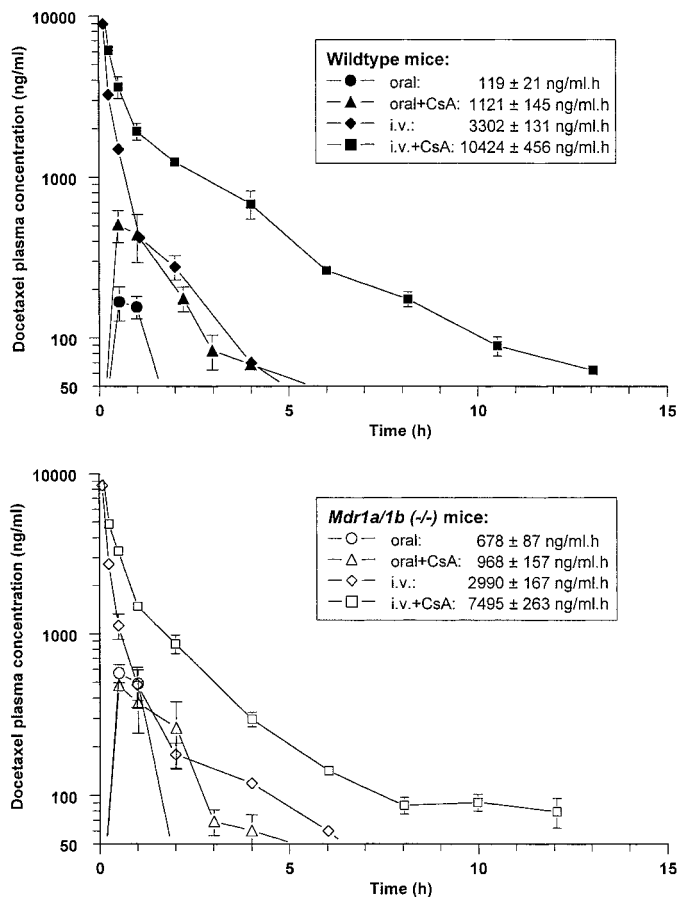 Docetaxel plasma concentration (ng/ml)
10000
1000
100
50
Wildtype mice:
oral: 119 ± 21 ng/ml.h
oral+CsA: 1121 ± 145 ng/ml.h
i.v.: 3302 ± 131 ng/ml.h
i.v.+CsA: 10424 ± 456 ng/ml.h
0 5 10 15
Time (h)
Docetaxel plasma concentration (ng/ml)
10000
1000
100
50
Mdr1a/1b (-/-) mice:
oral: 678 ± 87 ng/ml.h
oral+CsA: 968 ± 157 ng/ml.h
i.v.: 2990 ± 167 ng/ml.h
i.v.+CsA: 7495 ± 263 ng/ml.h
0 5 10 15
Time (h)